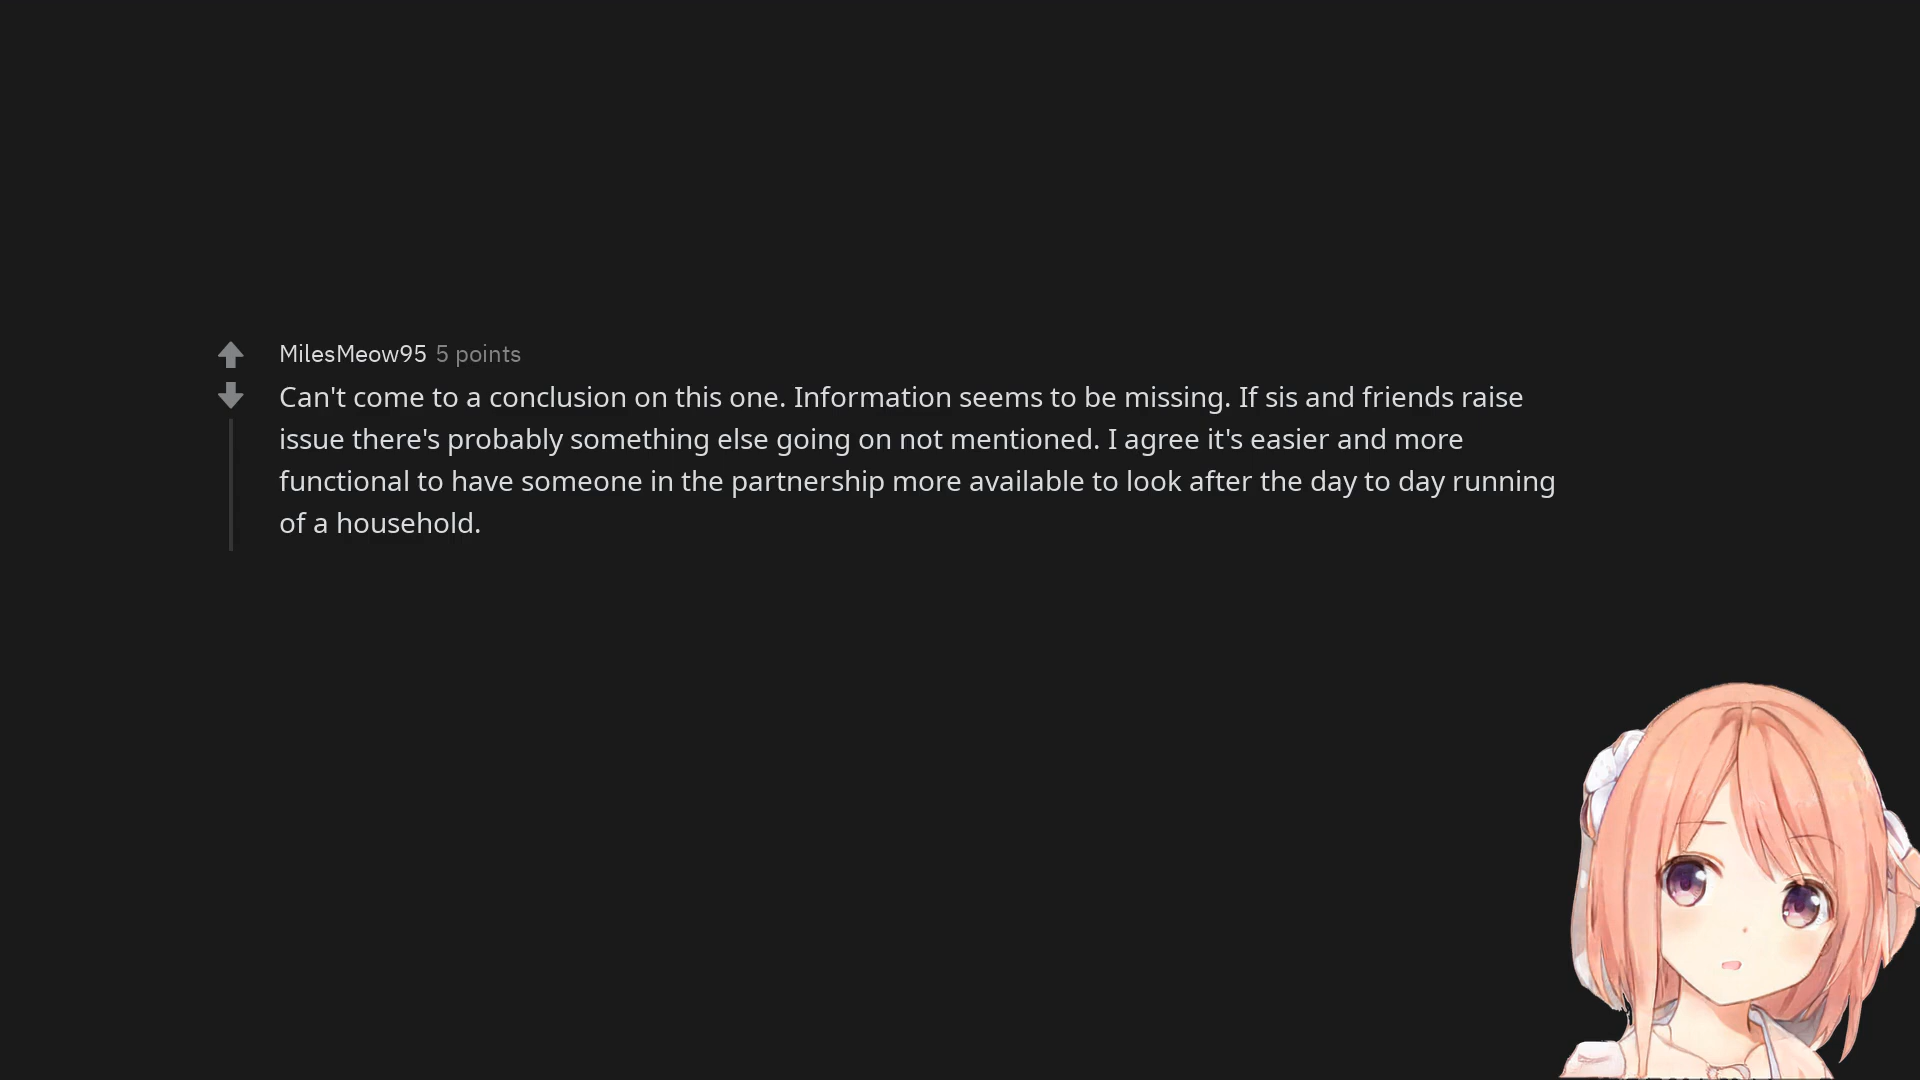 MilesMeow95 5 points
Can't come to a conclusion on this one. Information seems to be missing. If sis and friends raise
issue there's probably something else going on not mentioned. I agree it's easier and more
functional to have someone in the partnership more available to look after the day to day running
of a household.